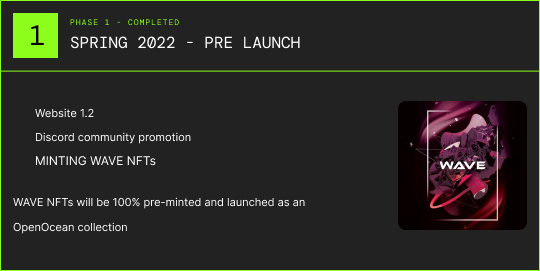 1
PHASE 1 - COMPLETED
SPRING 2022 - PRE LAUNCH
Website 1.2
Discord community promotion
MINTING WAVE NFTs
WAVE
WAVE NFTs will be 100% pre-minted and launched as an
OpenOcean collection